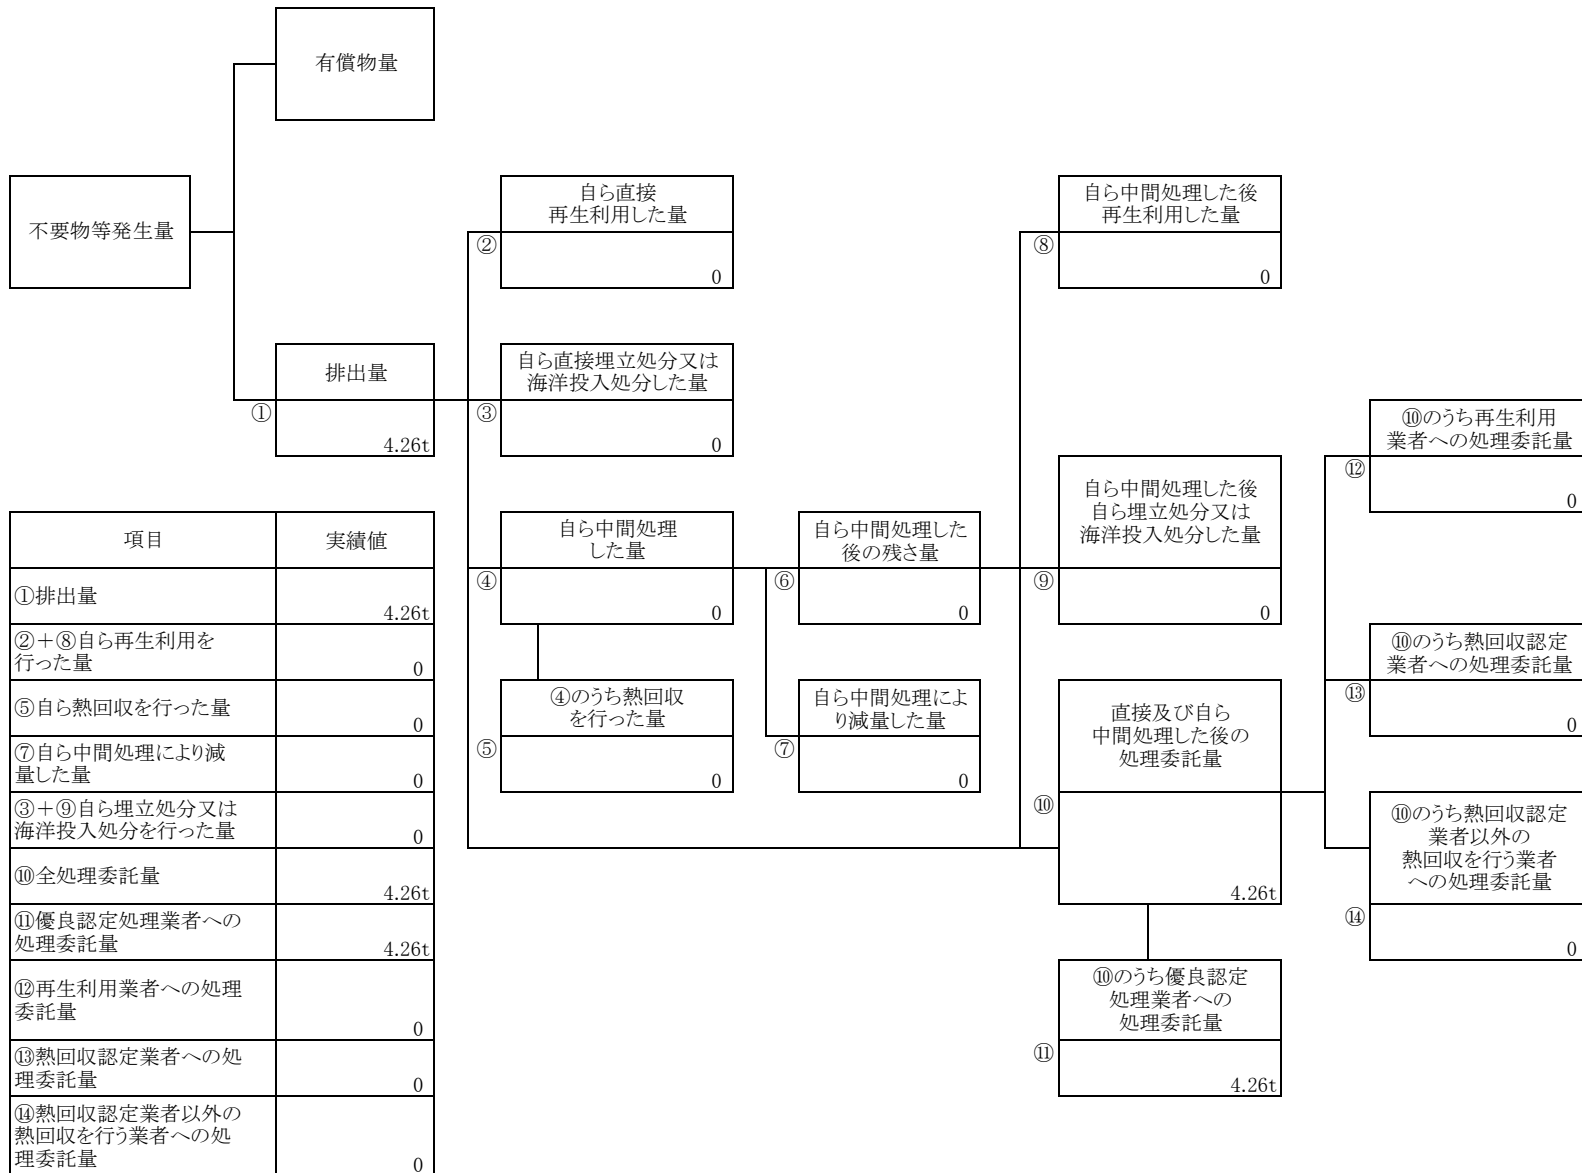 有償物量
不要物等発生量
排出量
①
4.26t
自ら直接
再生利用した量
②
0
自ら直接埋立処分又は
海洋投入処分した量
③
0
自ら中間処理
した量
④
0
④のうち熱回収
を行った量
⑤
0
自ら中間処理した
後の残さ量
⑥
0
自ら中間処理によ
り減量した量
⑦
0
自ら中間処理した後
再生利用した量
⑧
0
自ら中間処理した後
自ら埋立処分又は
海洋投入処分した量
⑨
0
直接及び自ら
中間処理した後の
処理委託量
⑩
4.26t
⑩のうち優良認定
処理業者への
処理委託量
⑪
4.26t
⑩のうち再生利用
業者への処理委託量
⑫
0
⑩のうち熱回収認定
業者への処理委託量
⑬
0
⑩のうち熱回収認定
業者以外の
熱回収を行う業者
への処理委託量
⑭
0
項目 実績値
①排出量
4.26t
②+⑧自ら再生利用を
行った量
0
⑤自ら熱回収を行った量
0
⑦自ら中間処理により減
量した量
0
③+⑨自ら埋立処分又は
海洋投入処分を行った量
0
⑩全処理委託量
4.26t
⑪優良認定処理業者への
処理委託量
4.26t
⑫再生利用業者への処理
委託量
0
⑬熱回収認定業者への処
理委託量
0
⑭熱回収認定業者以外の
熱回収を行う業者への処
理委託量
0